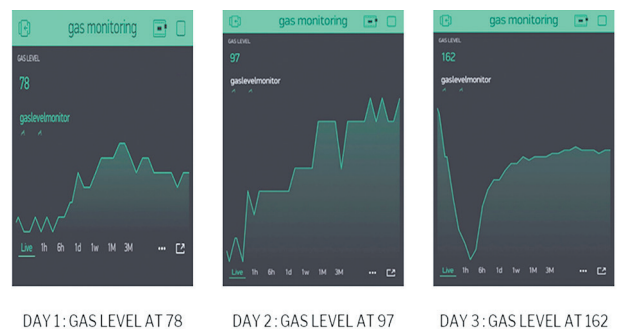 gas monitoring
GAS LEVEL
78
gaslevelmonitor
Live 1h 6h 1d 1w 1M 3M
DAY 1 : GAS LEVEL AT 78
gas monitoring
GAS LEVEL
97
gaslevelmonitor
Live 1h 6h 1d 1w 1M 3M
DAY 2 : GAS LEVEL AT 97
gas monitoring
GAS LEVEL
162
gaslevelmonitor
Live 1h 6h 1d 1w 1M 3M
DAY 3 : GAS LEVEL AT 162